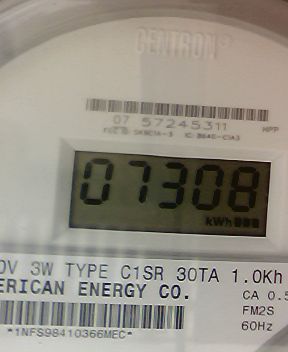 CENTRON®
07 57245311
HPP
07308
kWh
0V 3W TYPE C1SR 30TA 1.0Kh
ERICAN ENERGY CO.
CA 0.5
FM2S
*1NFS98410366MEC*
60Hz